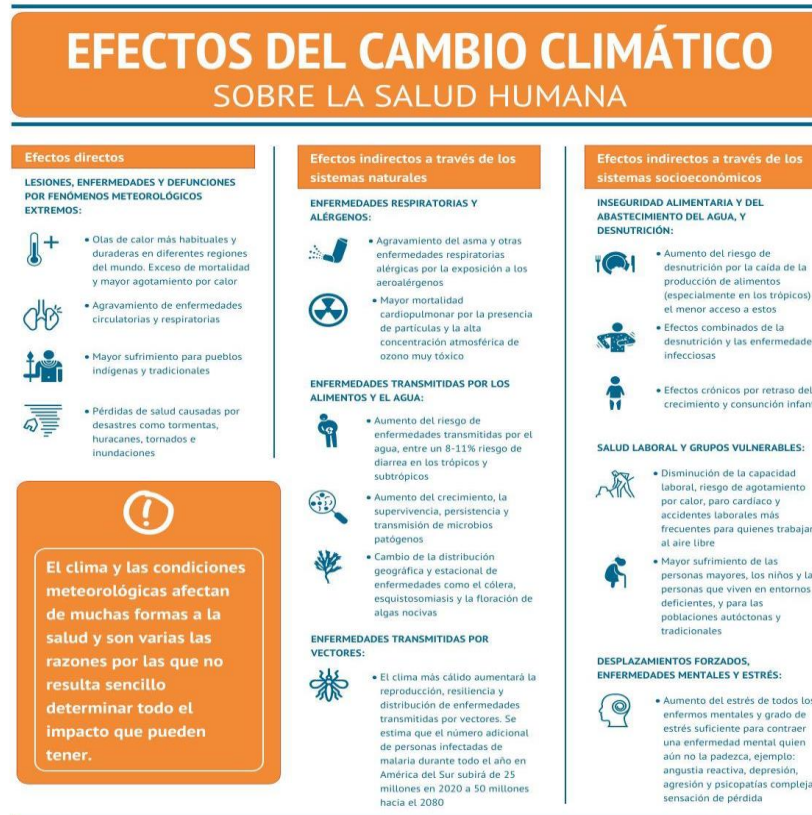 EFECTOS DEL CAMBIO CLIMÁTICO
SOBRE LA SALUD HUMANA
Efectos directos
LESIONES, ENFERMEDADES Y DEFUNCIONES
POR FENÓMENOS METEOROLÓGICOS
EXTREMOS:
• Olas de calor más habituales y
duraderas en diferentes regiones
del mundo. Exceso de mortalidad
y mayor agotamiento por calor
• Agravamiento de enfermedades
circulatorias y respiratorias
• Mayor sufrimiento para pueblos
indígenas y tradicionales
• Pérdidas de salud causadas por
desastres como tormentas,
huracanes, tornados e
inundaciones
El clima y las condiciones
meteorológicas afectan
de muchas formas a la
salud y son varias las
razones por las que no
resulta sencillo
determinar todo el
impacto que pueden
tener.
Efectos indirectos a través de los
sistemas naturales
ENFERMEDADES RESPIRATORIAS Y
ALÉRGENOS:
• Agravamiento del asma y otras
enfermedades respiratorias
alérgicas por la exposición a los
aeroalérgenos
• Mayor mortalidad
cardiopulmonar por la presencia
de partículas y la alta
concentración atmosférica de
ozono muy tóxico
ENFERMEDADES TRANSMITIDAS POR LOS
ALIMENTOS Y EL AGUA:
• Aumento del riesgo de
enfermedades transmitidas por el
agua, entre un 8-11% riesgo de
diarrea en los trópicos y
subtrópicos
• Aumento del crecimiento, la
supervivencia, persistencia y
transmisión de microbios
patógenos
• Cambio de la distribución
geográfica y estacional de
enfermedades como el cólera,
esquistosomiasis y la floración de
algas nocivas
ENFERMEDADES TRANSMITIDAS POR
VECTORES:
• El clima más cálido aumentará la
reproducción, resiliencia y
distribución de enfermedades
transmitidas por vectores. Se
estima que el número adicional
de personas infectadas de
malaria durante todo el año en
América del Sur subirá de 25
millones en 2020 a 50 millones
hacia el 2080
Efectos indirectos a través de los
sistemas socioeconómicos
INSEGURIDAD ALIMENTARIA Y DEL
ABASTECIMIENTO DEL AGUA, Y
DESNUTRICIÓN:
• Aumento del riesgo de
desnutrición por la caída de la
producción de alimentos
(especialmente en los trópicos)
el menor acceso a estos
• Efectos combinados de la
desnutrición y las enfermedade
infecciosas
• Efectos crónicos por retraso del
crecimiento y consunción infan
SALUD LABORAL Y GRUPOS VULNERABLES:
• Disminución de la capacidad
laboral, riesgo de agotamiento
por calor, paro cardíaco y
accidentes laborales más
frecuentes para quienes trabaja
al aire libre
• Mayor sufrimiento de las
personas mayores, los niños y la
personas que viven en entornos
deficientes, y para las
poblaciones autóctonas y
tradicionales
DESPLAZAMIENTOS FORZADOS,
ENFERMEDADES MENTALES Y ESTRÉS:
• Aumento del estrés de todos los
enfermos mentales y grado de
estrés suficiente para contraer
una enfermedad mental quien
aún no la padezca, ejemplo:
angustia reactiva, depresión,
agresión y psicopatías compleja
sensación de pérdida